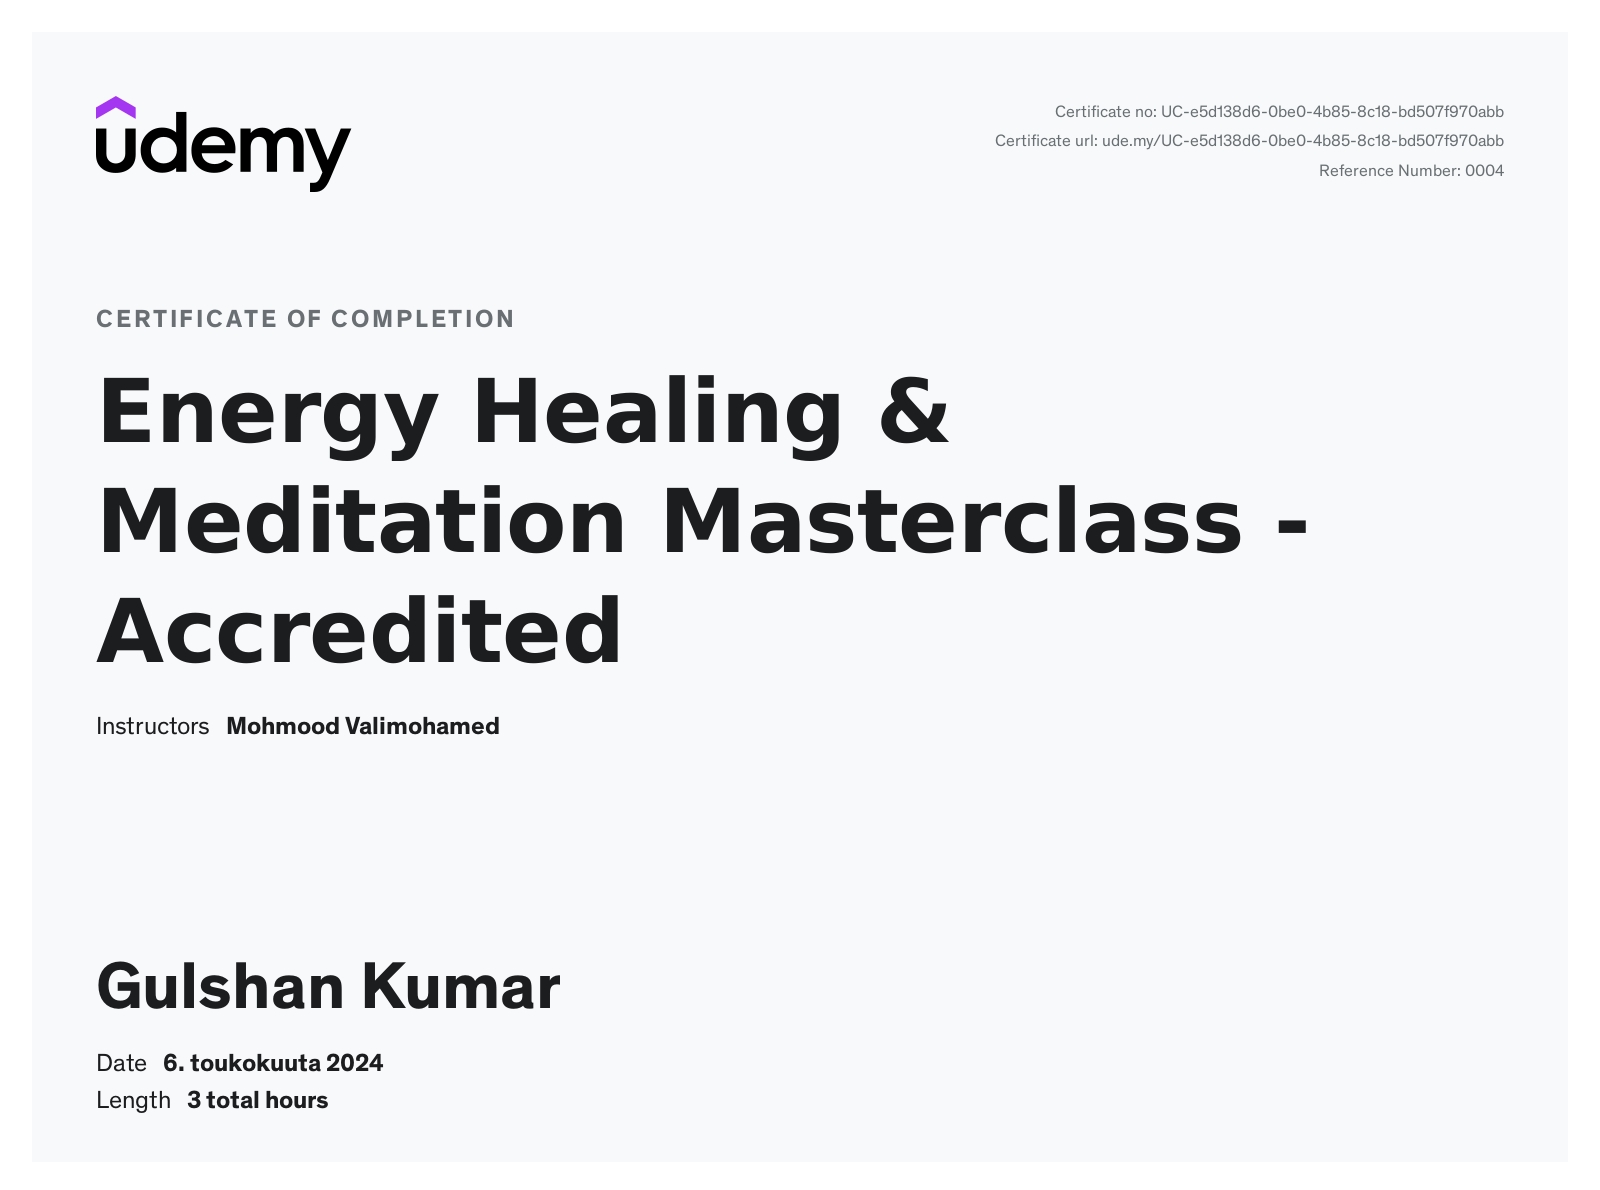 udemy
Certificate no: UC-e5d138d6-0be0-4b85-8c18-bd507f970abb
Certificate url: ude.my/UC-e5d138d6-0be0-4b85-8c18-bd507f970abb
Reference Number: 0004
CERTIFICATE OF COMPLETION
Energy Healing &
Meditation Masterclass -
Accredited
Instructors Mohmood Valimohamed
Gulshan Kumar
Date 6. toukokuuta 2024
Length 3 total hours